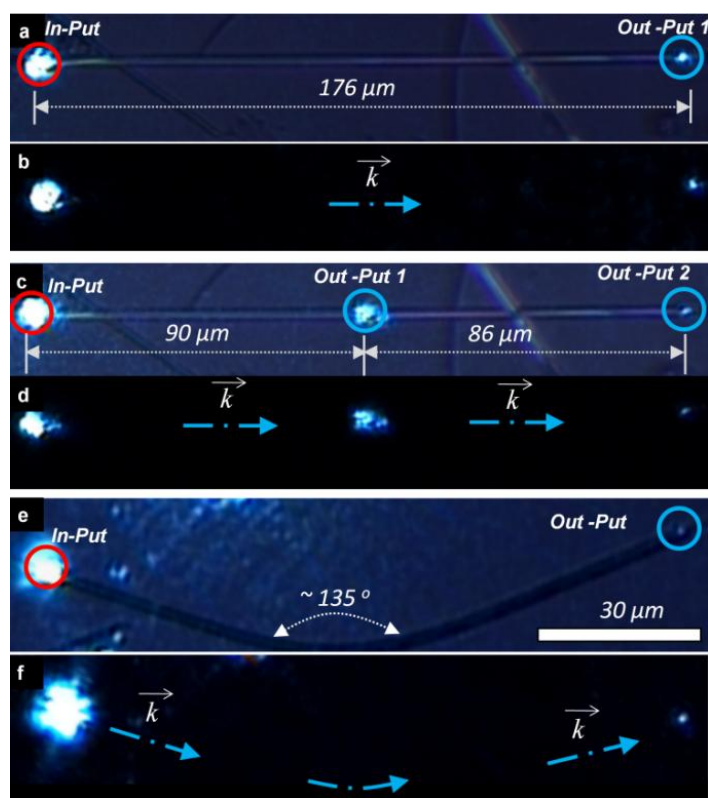 a In-Put Out -Put 1
176 μm
b k
c In-Put Out -Put 1 Out -Put 2
90 μm 86 μm
d k k
e In-Put Out -Put
~ 135 o
30 μm
f k k